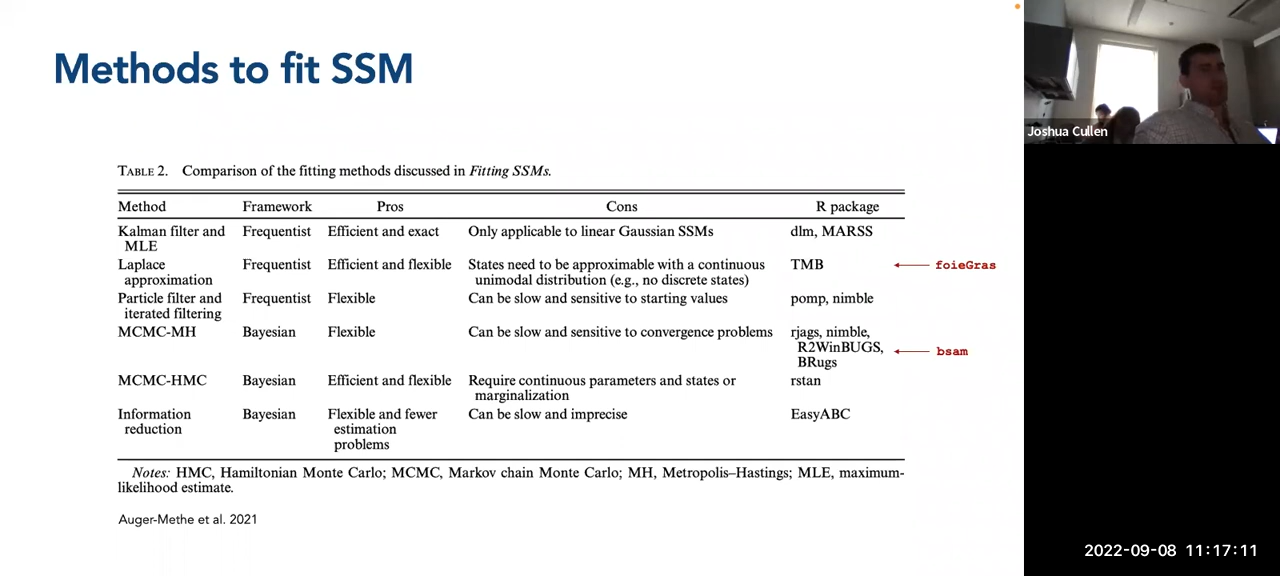 Methods to fit SSM
Joshua Cullen
TABLE 2. Comparison of the fitting methods discussed in Fitting SSMs.
Method Framework Pros Cons R package
Kalman filter and Frequentist Efficient and exact Only applicable to linear Gaussian SSMs dlm, MARSS
MLE
Laplace Frequentist Efficient and flexible States need to be approximable with a continuous TMB foieGras
approximation unimodal distribution (e.g., no discrete states)
Particle filter and Frequentist Flexible Can be slow and sensitive to starting values pomp, nimble
iterated filtering
MCMC-MH Bayesian Flexible Can be slow and sensitive to convergence problems rjags, nimble,
R2WinBUGS, bsam
BRugs
MCMC-HMC Bayesian Efficient and flexible Require continuous parameters and states or rstan
marginalization
Information Bayesian Flexible and fewer Can be slow and imprecise EasyABC
reduction estimation
problems
Notes: HMC, Hamiltonian Monte Carlo; MCMC, Markov chain Monte Carlo; MH, Metropolis–Hastings; MLE, maximum-
likelihood estimate.
Auger-Methe et al. 2021
2022-09-08 11:17:11